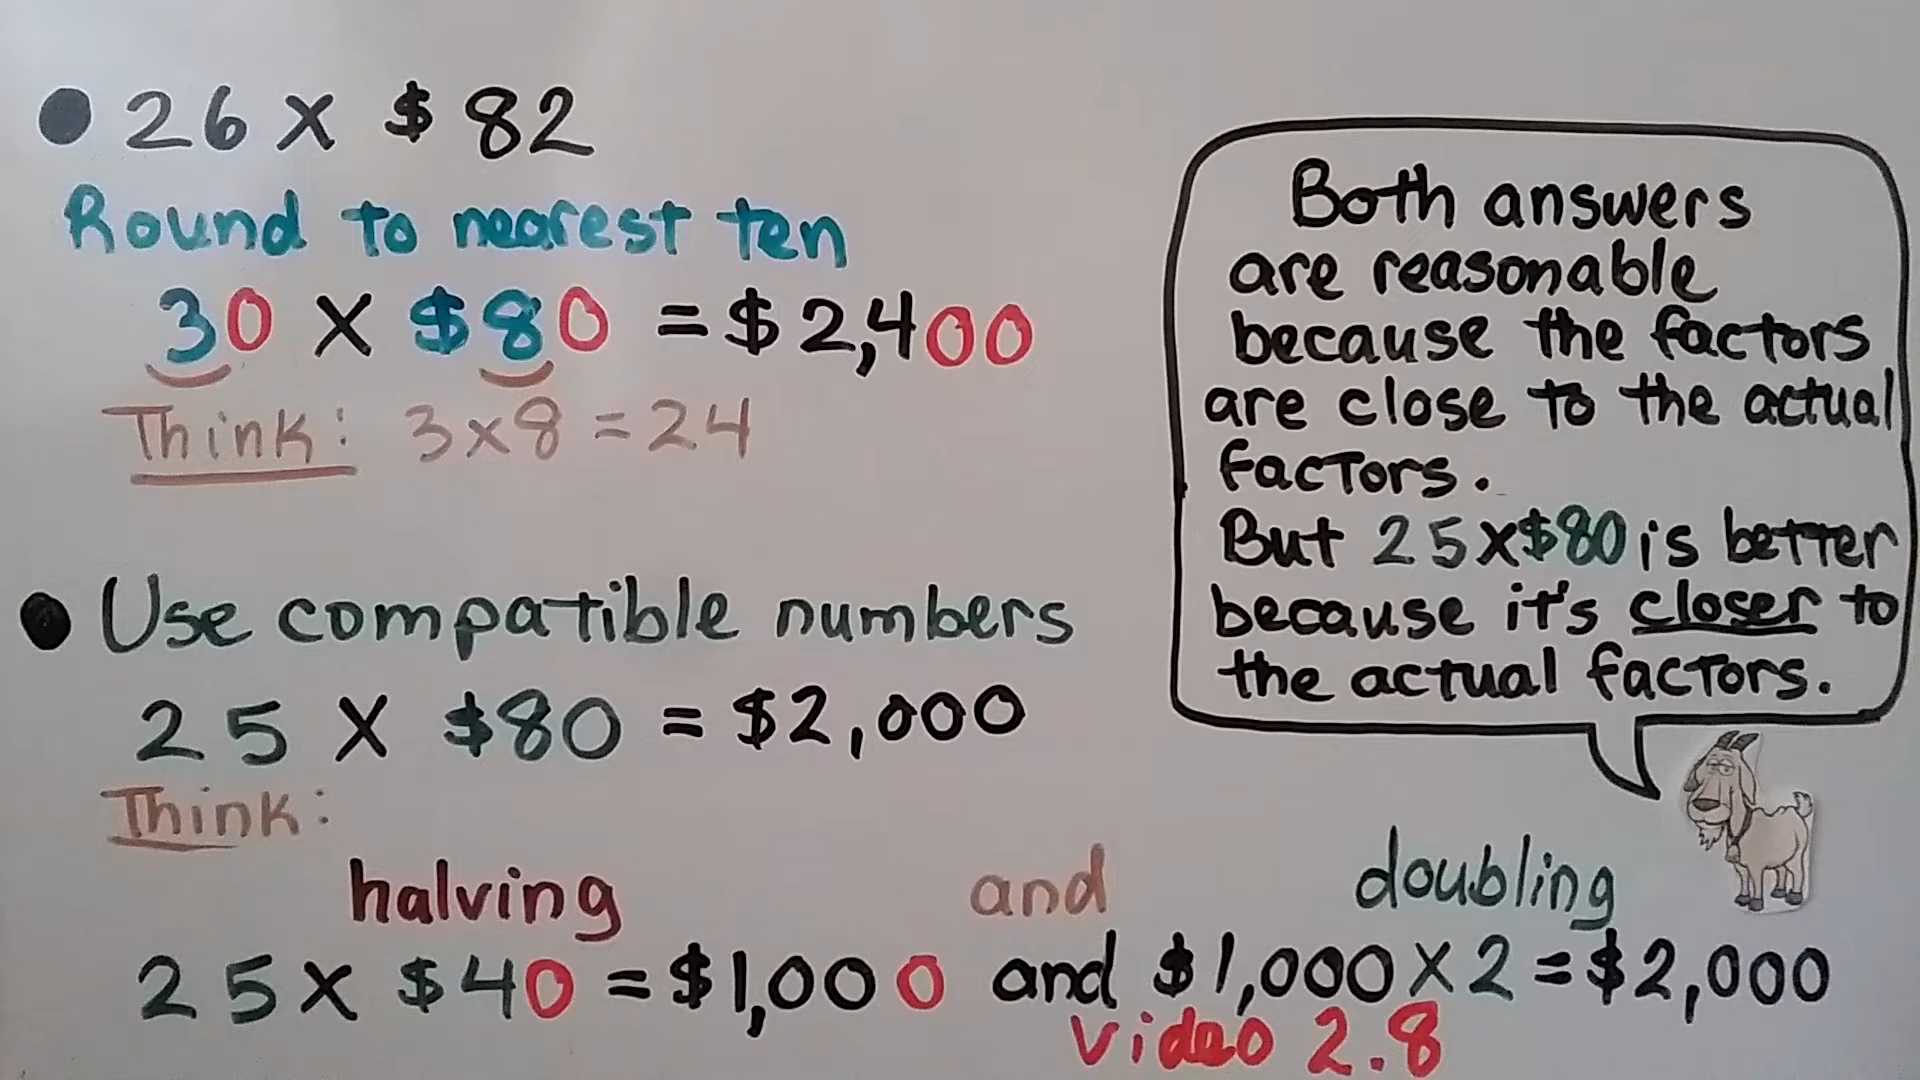 26 x $ 82
Round to nearest ten
30 X $80 = $2,400
Think: 3x8 = 24
Use compatible numbers
25 X $80 = $2,000
Think:
halving and doubling
25 X $40 = $1,000 and $1,000 X 2 = $2,000
video 2.8
Both answers
are reasonable
because the factors
are close to the actual
factors.
But 25x$80 is better
because it's closer to
the actual factors.